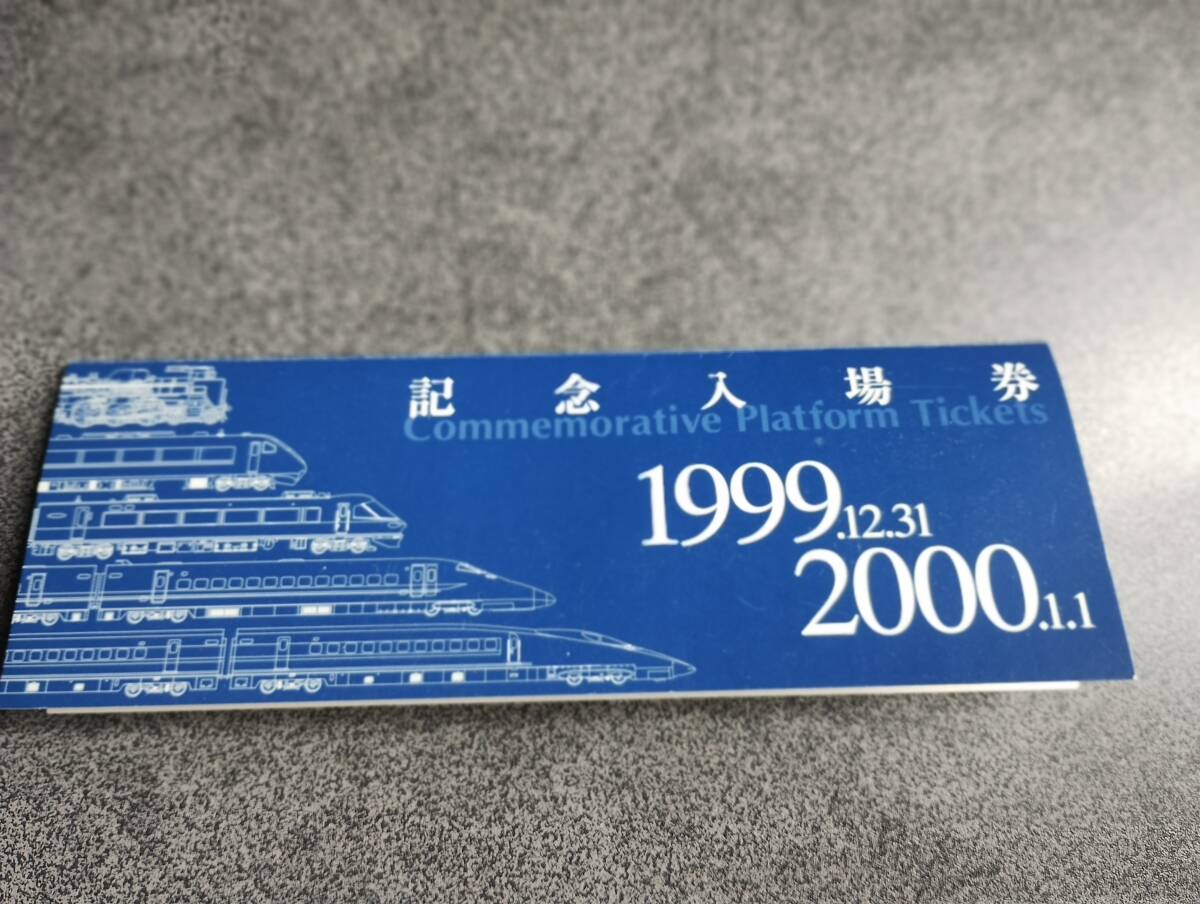 記念入場券
Commemorative Platform Tickets
1999.12.31
2000.1.1